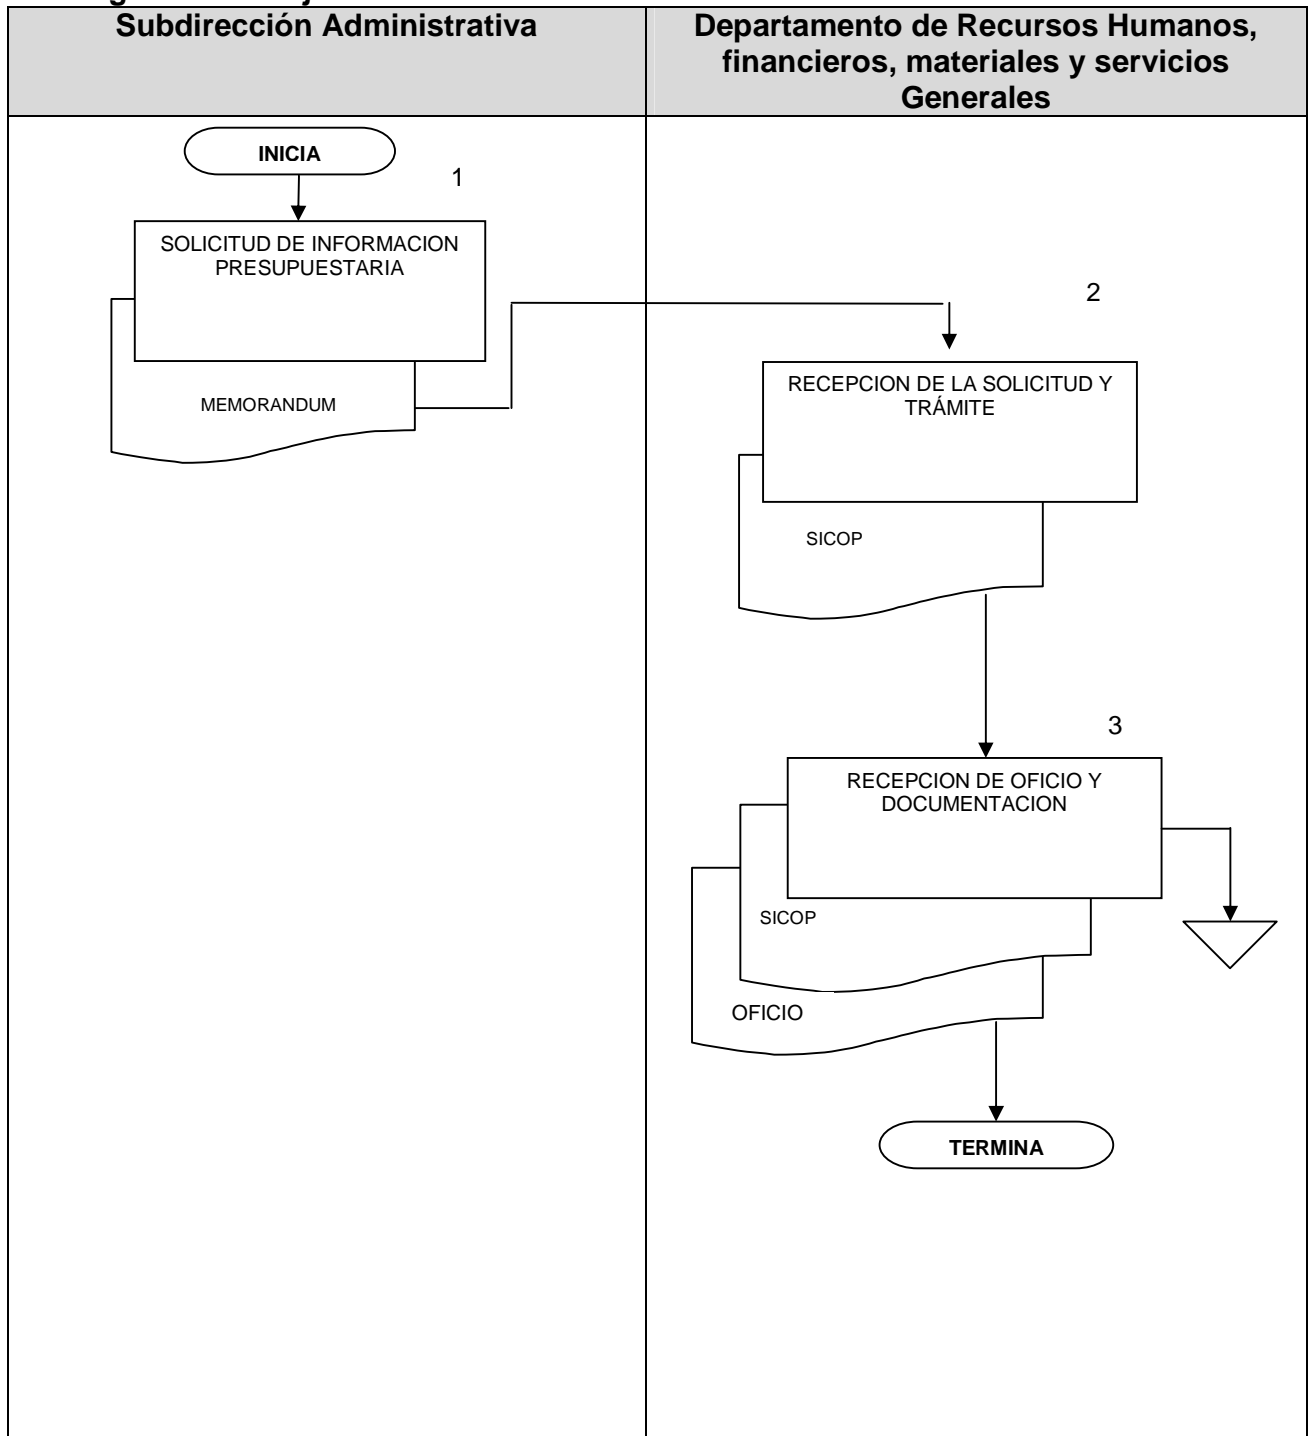 Subdirección Administrativa
Departamento de Recursos Humanos,
financieros, materiales y servicios
Generales
INICIA
1
SOLICITUD DE INFORMACION
PRESUPUESTARIA
MEMORANDUM
2
RECEPCION DE LA SOLICITUD Y
TRÁMITE
SICOP
3
RECEPCION DE OFICIO Y
DOCUMENTACION
SICOP
OFICIO
TERMINA